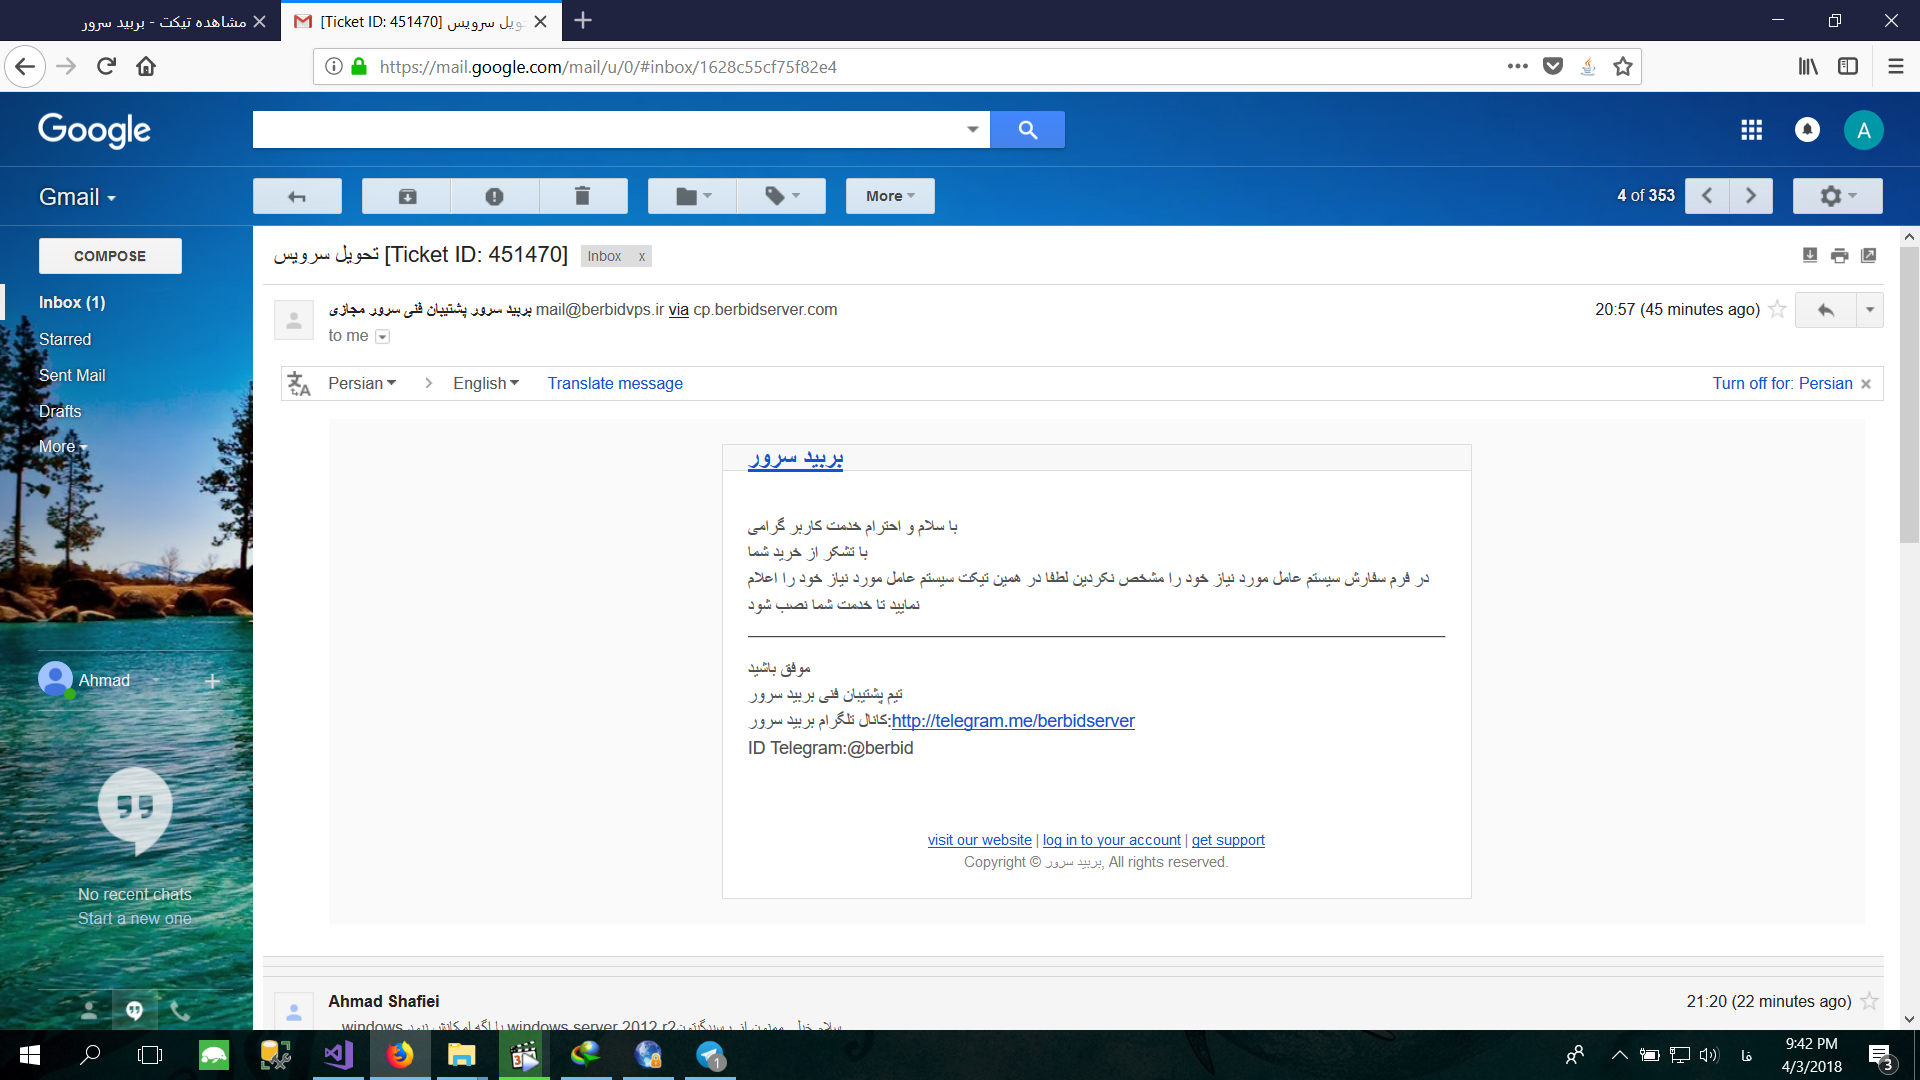 مشاهده تیکت - بربید سرور
[Ticket ID: 451470] تحویل سرویس
https://mail.google.com/mail/u/0/#inbox/1628c55cf75f82e4
Google
A
Gmail
More
4 of 353
COMPOSE
Inbox (1)
Starred
Sent Mail
Drafts
More
Ahmad
No recent chats
Start a new one
تحویل سرویس [Ticket ID: 451470]
Inbox x
بربید سرور پشتیبان فنی سرور مجازی mail@berbidvps.ir via cp.berbidserver.com
20:57 (45 minutes ago)
to me
Persian > English Translate message
Turn off for: Persian
بربید سرور
با سلام و احترام خدمت کاربر گرامی
با تشکر از خرید شما
در فرم سفارش سیستم عامل مورد نیاز خود را مشخص نکردین لطفا در همین تیکت سیستم عامل مورد نیاز خود را اعلام
نمایید تا خدمت شما نصب شود
موفق باشید
تیم پشتیبان فنی بربید سرور
کانال تلگرام بربید سرور:http://telegram.me/berbidserver
ID Telegram:@berbid
visit our website | log in to your account | get support
Copyright © بربید سرور, All rights reserved.
Ahmad Shafiei
21:20 (22 minutes ago)
windows server 2012 r2 یا اگه امکانش نبود windows
1
فا
9:42 PM
4/3/2018
3